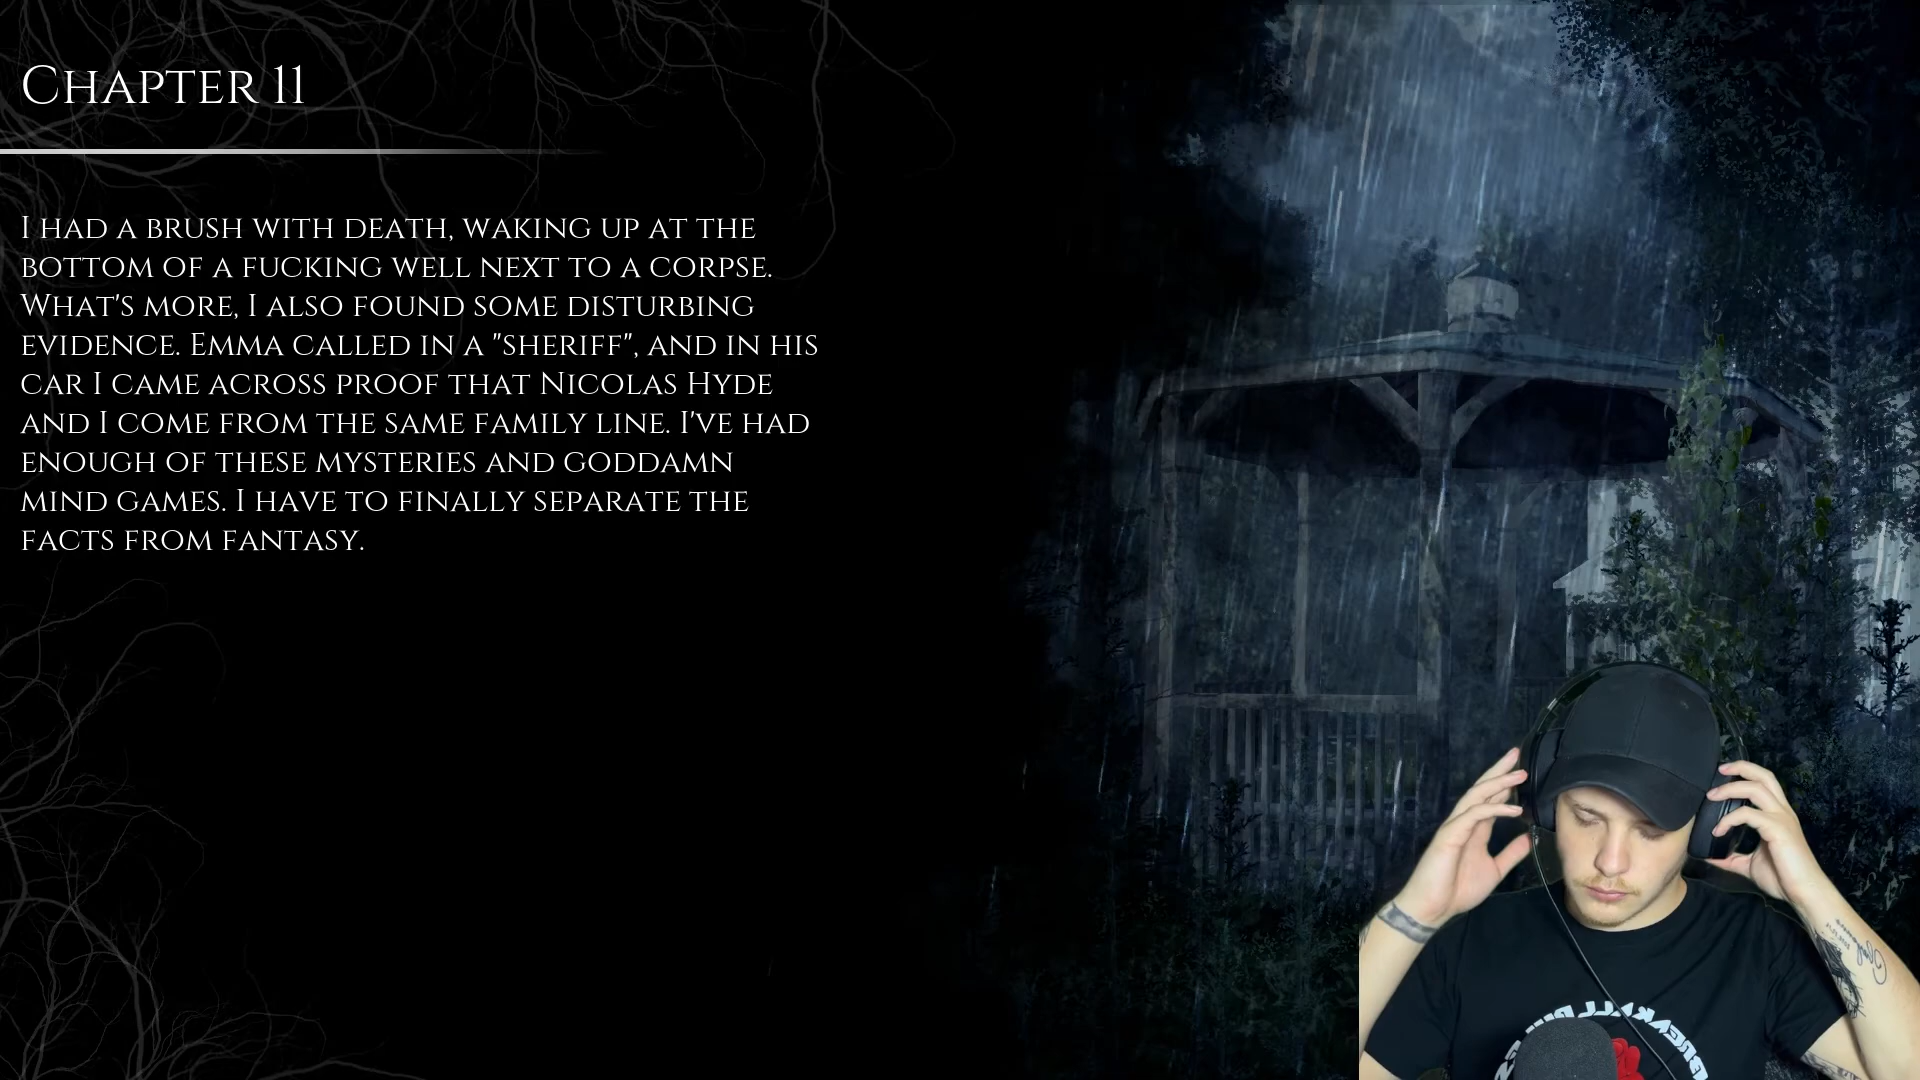 Chapter 11
I had a brush with death, waking up at the
bottom of a fucking well next to a corpse.
What's more, I also found some disturbing
evidence. Emma called in a "sheriff", and in his
car I came across proof that Nicolas Hyde
and I come from the same family line. I've had
enough of these mysteries and goddamn
mind games. I have to finally separate the
facts from fantasy.